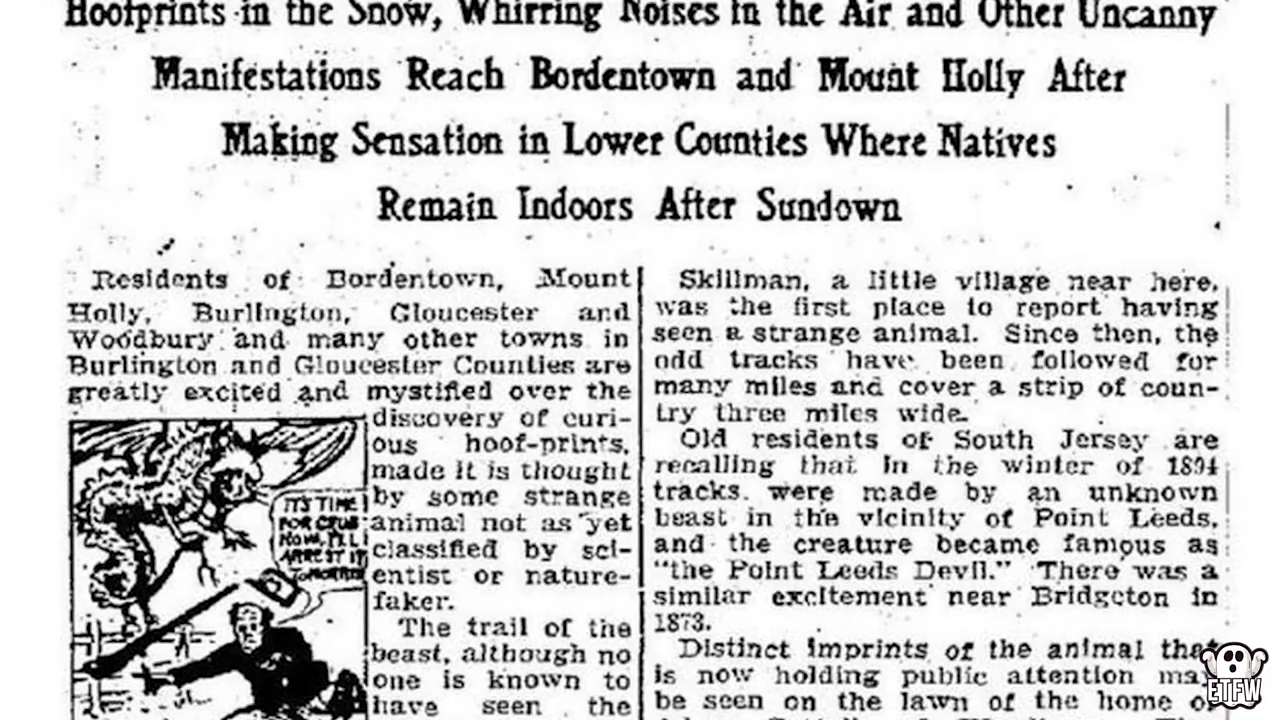 Hoofprints in the Snow, Whirring Noises in the Air and Other Uncanny
Manifestations Reach Bordentown and Mount Holly After
Making Sensation in Lower Counties Where Natives
Remain Indoors After Sundown
Residents of Bordentown, Mount
Holly, Burlington, Gloucester and
Woodbury and many other towns in
Burlington and Gloucester Counties are
greatly excited and mystified over the
discovery of curi-
ous hoof-prints,
made it is thought
by some strange
animal not as yet
classified by sci-
entist or nature-
faker.
The trail of the
beast, although no
one is known to
have seen the
IT'S TIME
FOR CLUB
NOW, I'LL
ARREST IT
TOMORROW
Skillman, a little village near here,
was the first place to report having
seen a strange animal. Since then, the
odd tracks have been followed for
many miles and cover a strip of coun-
try three miles wide.
Old residents of South Jersey are
recalling that in the winter of 1894
tracks were made by an unknown
beast in the vicinity of Point Leeds,
and the creature became famous as
"the Point Leeds Devil." There was a
similar excitement near Bridgeton in
1873.
Distinct imprints of the animal that
is now holding public attention may
be seen on the lawn of the home of
ETFW